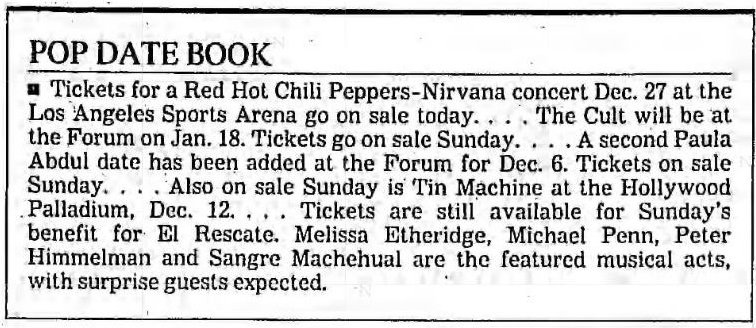 POP DATE BOOK
■ Tickets for a Red Hot Chili Peppers-Nirvana concert Dec. 27 at the
Los Angeles Sports Arena go on sale today. . . . The Cult will be at
the Forum on Jan. 18. Tickets go on sale Sunday. . . . A second Paula
Abdul date has been added at the Forum for Dec. 6. Tickets on sale
Sunday. . . . Also on sale Sunday is Tin Machine at the Hollywood
Palladium, Dec. 12. . . . Tickets are still available for Sunday's
benefit for El Rescate. Melissa Etheridge, Michael Penn, Peter
Himmelman and Sangre Machehual are the featured musical acts,
with surprise guests expected.